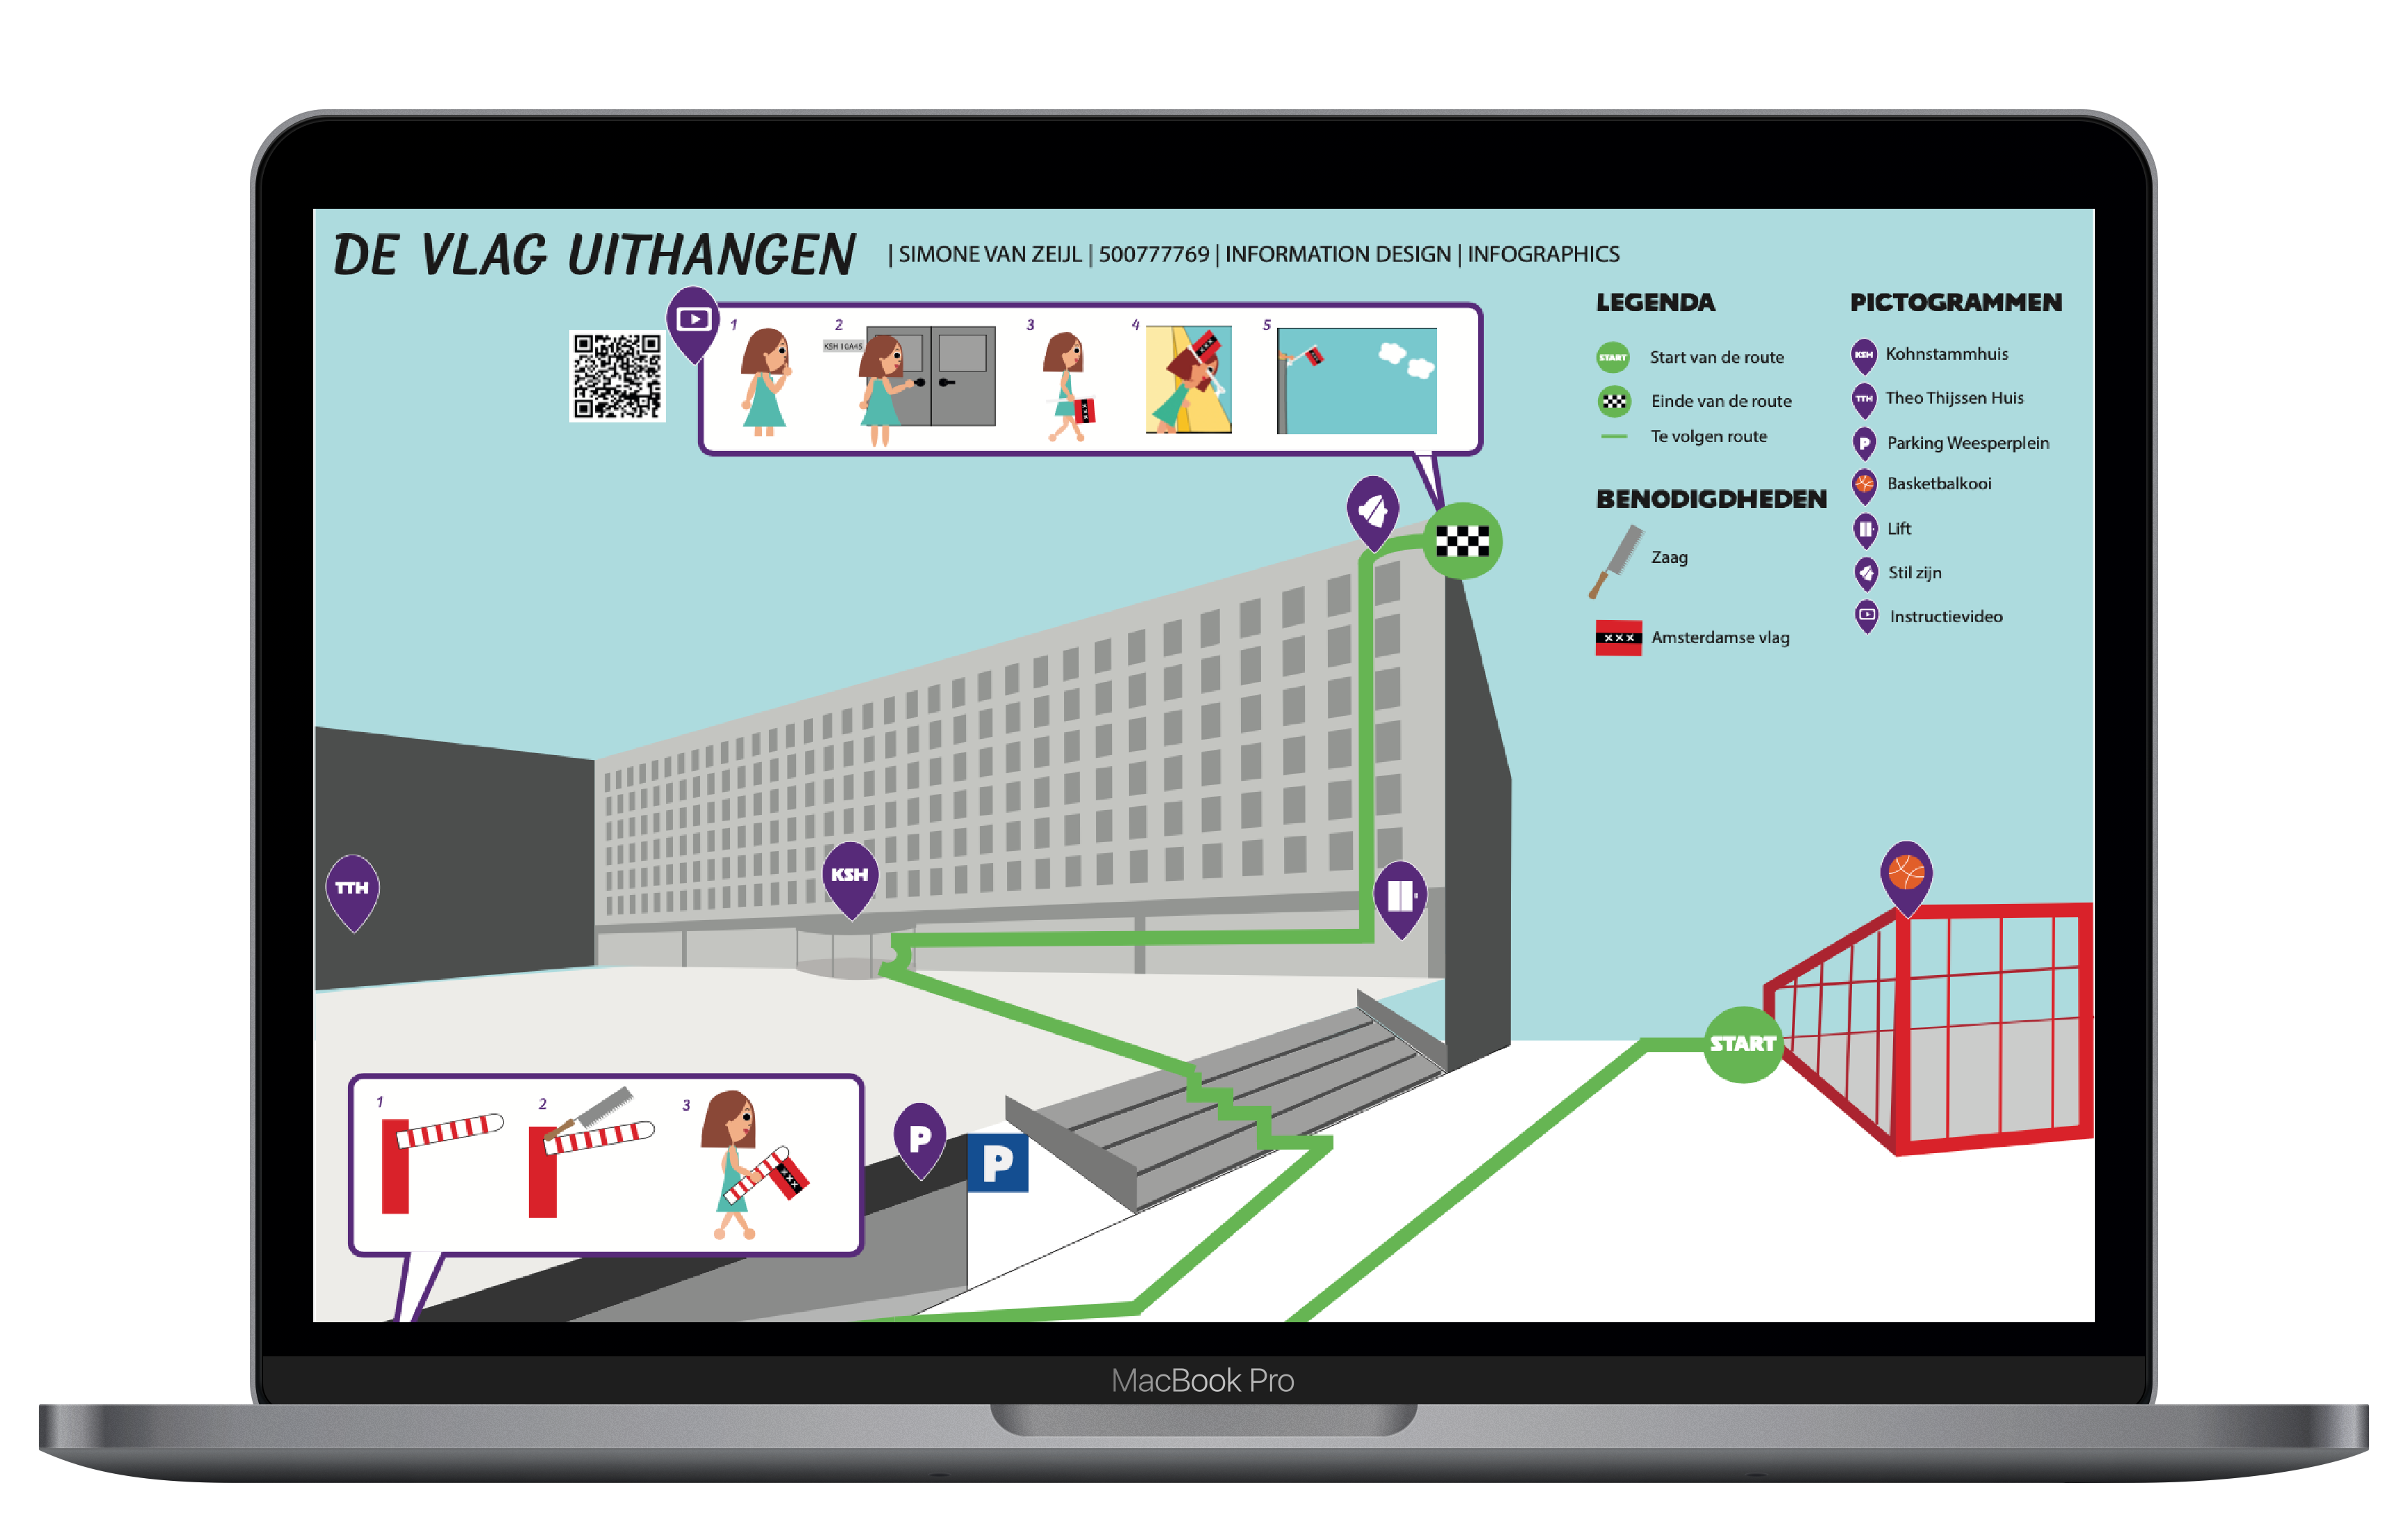 DE VLAG UITHANGEN
| SIMONE VAN ZEIJL | 500777769 | INFORMATION DESIGN | INFOGRAPHICS
1
2
3
4
5
KSH 10A45
LEGENDA
START
Start van de route
Einde van de route
Te volgen route
BENODIGDHEDEN
Zaag
XXX
Amsterdamse vlag
PICTOGRAMMEN
KSH
Kohnstammhuis
TTH
Theo Thijssen Huis
P
Parking Weesperplein
Basketbalkooi
Lift
Stil zijn
Instructievideo
TTH
KSH
START
1
2
3
P
P
MacBook Pro